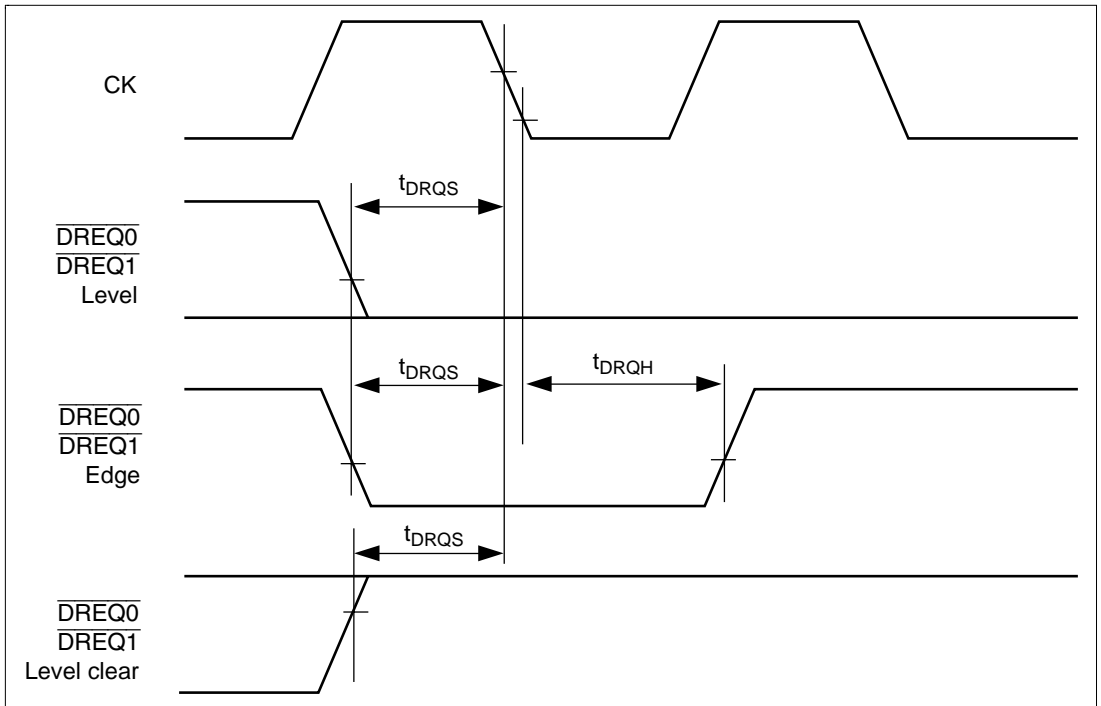 CK
tDRQS
DREQ0
DREQ1
Level
tDRQS
tDRQH
DREQ0
DREQ1
Edge
tDRQS
DREQ0
DREQ1
Level clear